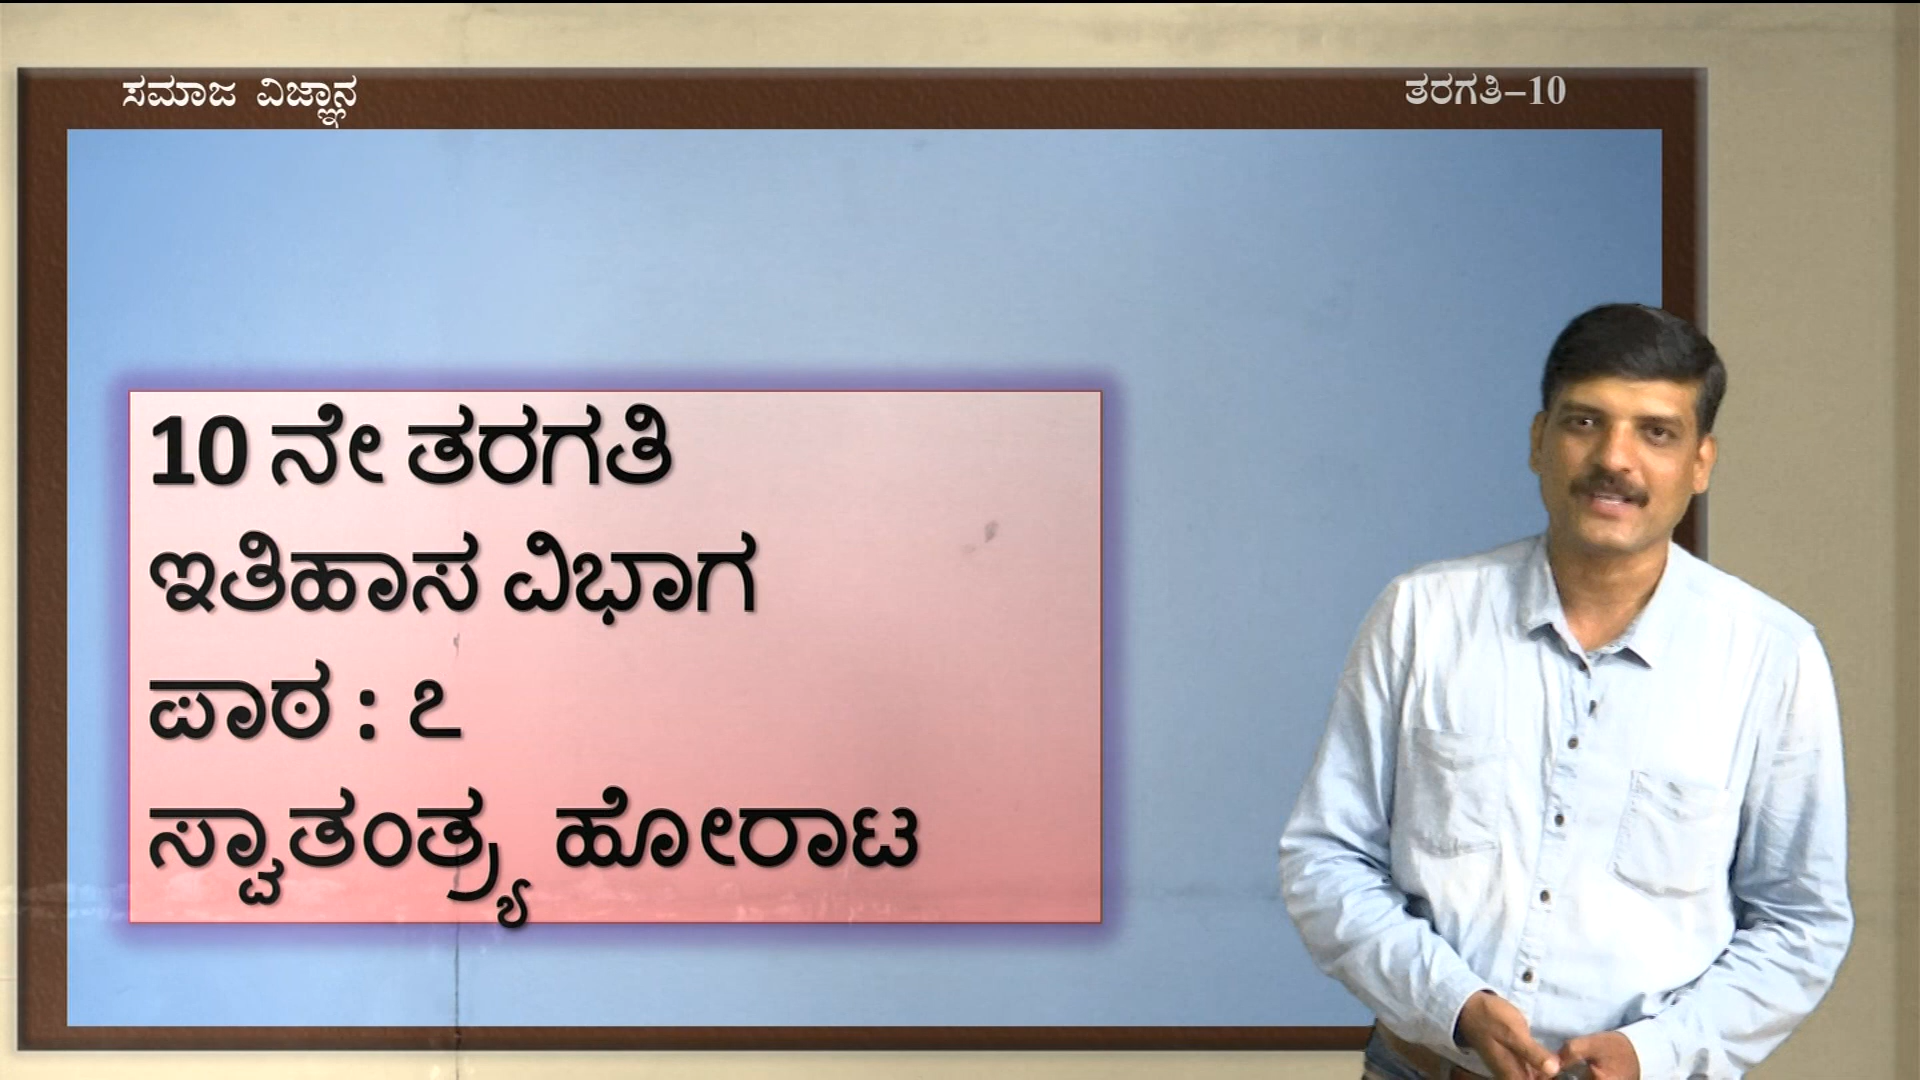 ಸಮಾಜ ವಿಜ್ಞಾನ
ತರಗತಿ-10
10 ನೇ ತರಗತಿ
ಇತಿಹಾಸ ವಿಭಾಗ
ಪಾಠ : ೭
ಸ್ವಾತಂತ್ರ್ಯ ಹೋರಾಟ